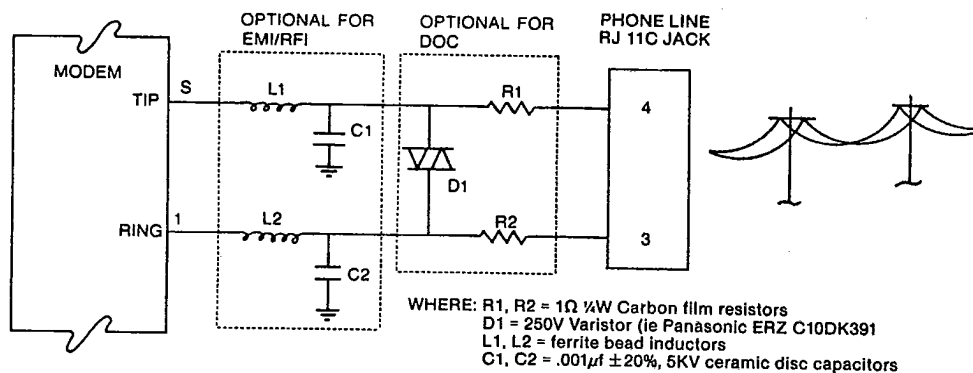 OPTIONAL FOR
EMI/RFI
OPTIONAL FOR
DOC
PHONE LINE
RJ 11C JACK
MODEM
TIP
S
L1
C1
R1
4
D1
RING
1
L2
C2
R2
3
WHERE: R1, R2 = 1Ω ¼W Carbon film resistors
D1 = 250V Varistor (ie Panasonic ERZ C10DK391
L1, L2 = ferrite bead inductors
C1, C2 = .001µf ±20%, 5KV ceramic disc capacitors